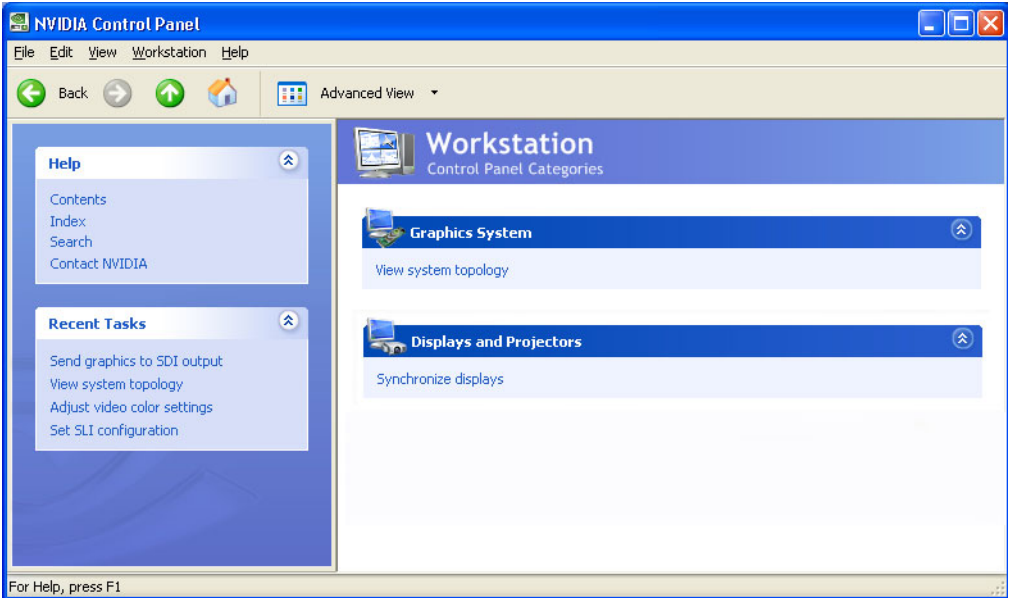 NVIDIA Control Panel
File Edit View Workstation Help
Back Advanced View
Help
Contents
Index
Search
Contact NVIDIA
Recent Tasks
Send graphics to SDI output
View system topology
Adjust video color settings
Set SLI configuration
Workstation
Control Panel Categories
Graphics System
View system topology
Displays and Projectors
Synchronize displays
For Help, press F1